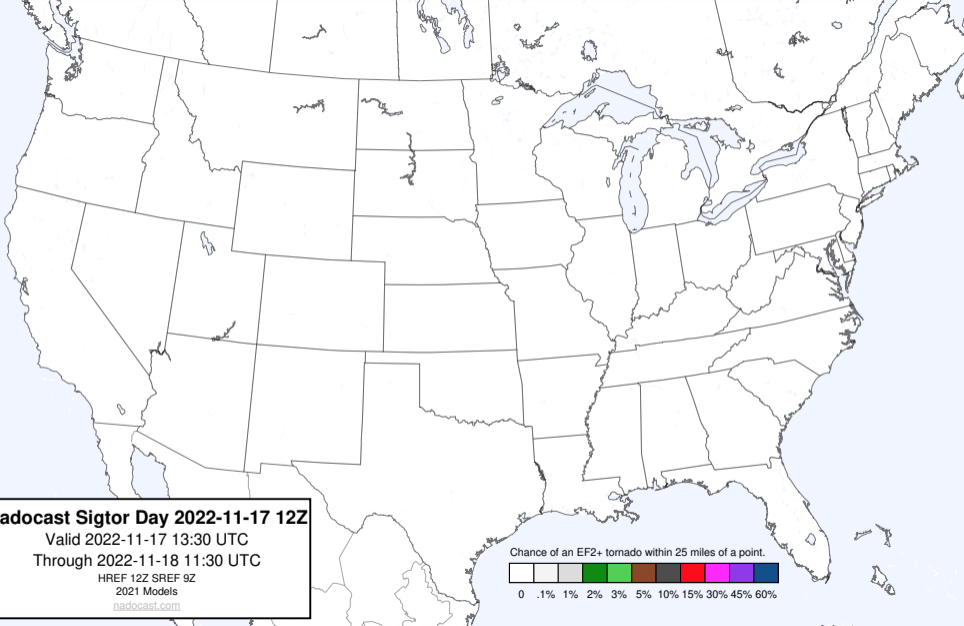 adocast Sigtor Day 2022-11-17 12Z
Valid 2022-11-17 13:30 UTC
Through 2022-11-18 11:30 UTC
HREF 12Z SREF 9Z
2021 Models
nadocast.com
Chance of an EF2+ tornado within 25 miles of a point.
0 .1% 1% 2% 3% 5% 10% 15% 30% 45% 60%